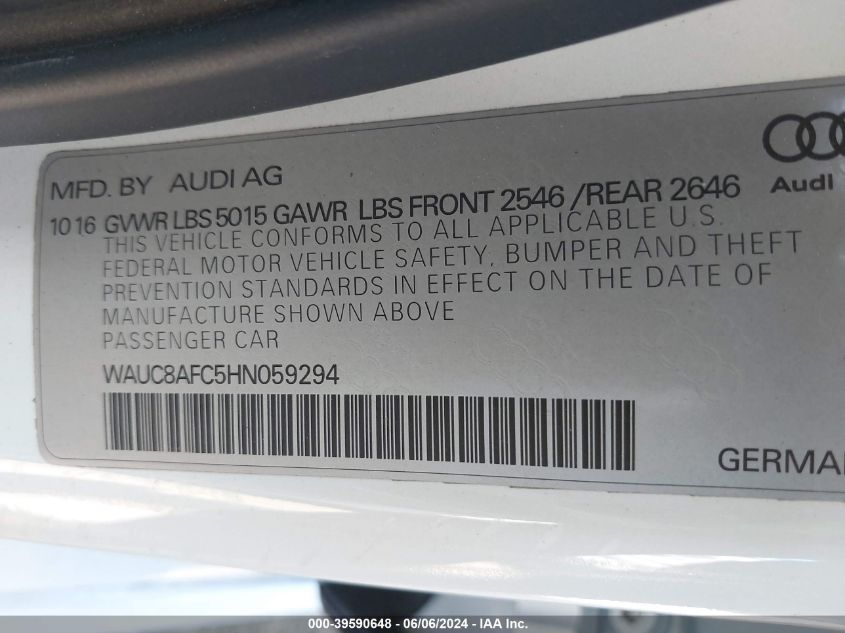 MFD. BY AUDI AG
Audi
10 16 GVWR LBS 5015 GAWR LBS FRONT 2546 /REAR 2646
THIS VEHICLE CONFORMS TO ALL APPLICABLE U.S.
FEDERAL MOTOR VEHICLE SAFETY, BUMPER AND THEFT
PREVENTION STANDARDS IN EFFECT ON THE DATE OF
MANUFACTURE SHOWN ABOVE
PASSENGER CAR
WAUC8AFC5HN059294
GERMA
000-39590648 - 06/06/2024 - IAA Inc.